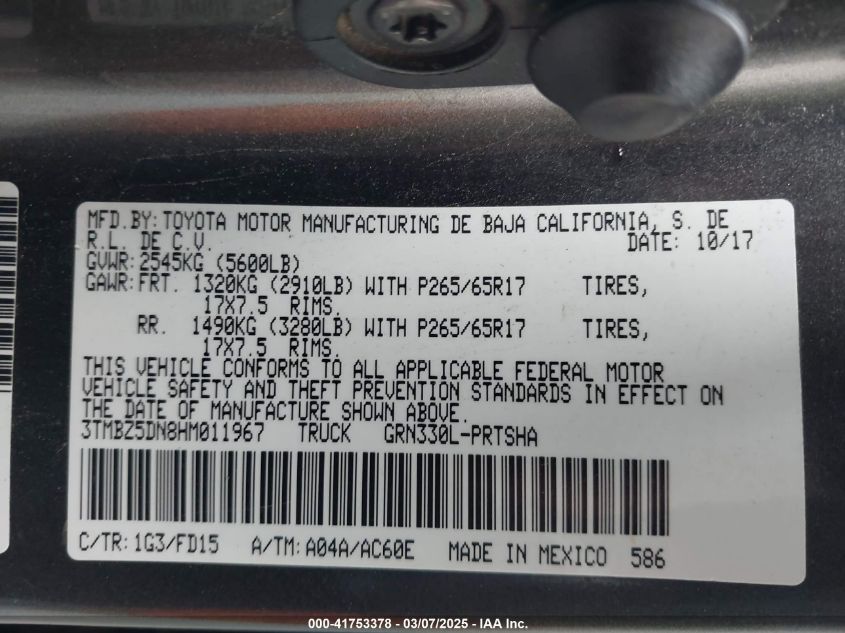 MFD.BY: TOYOTA MOTOR MANUFACTURING DE BAJA CALIFORNIA, S. DE
R.L. DE C.V. DATE: 10/17
GVWR: 2545KG (5600LB)
GAWR: FRT. 1320KG (2910LB) WITH P265/65R17 TIRES,
17X7.5 RIMS.
RR. 1490KG (3280LB) WITH P265/65R17 TIRES,
17X7.5 RIMS.
THIS VEHICLE CONFORMS TO ALL APPLICABLE FEDERAL MOTOR
VEHICLE SAFETY AND THEFT PREVENTION STANDARDS IN EFFECT ON
THE DATE OF MANUFACTURE SHOWN ABOVE.
3TMBZ5DN8HM011967 TRUCK GRN330L-PRTSHA
C/TR: 1G3/FD15 A/TM: A04A/AC60E MADE IN MEXICO 586
000-41753378 - 03/07/2025 - IAA Inc.